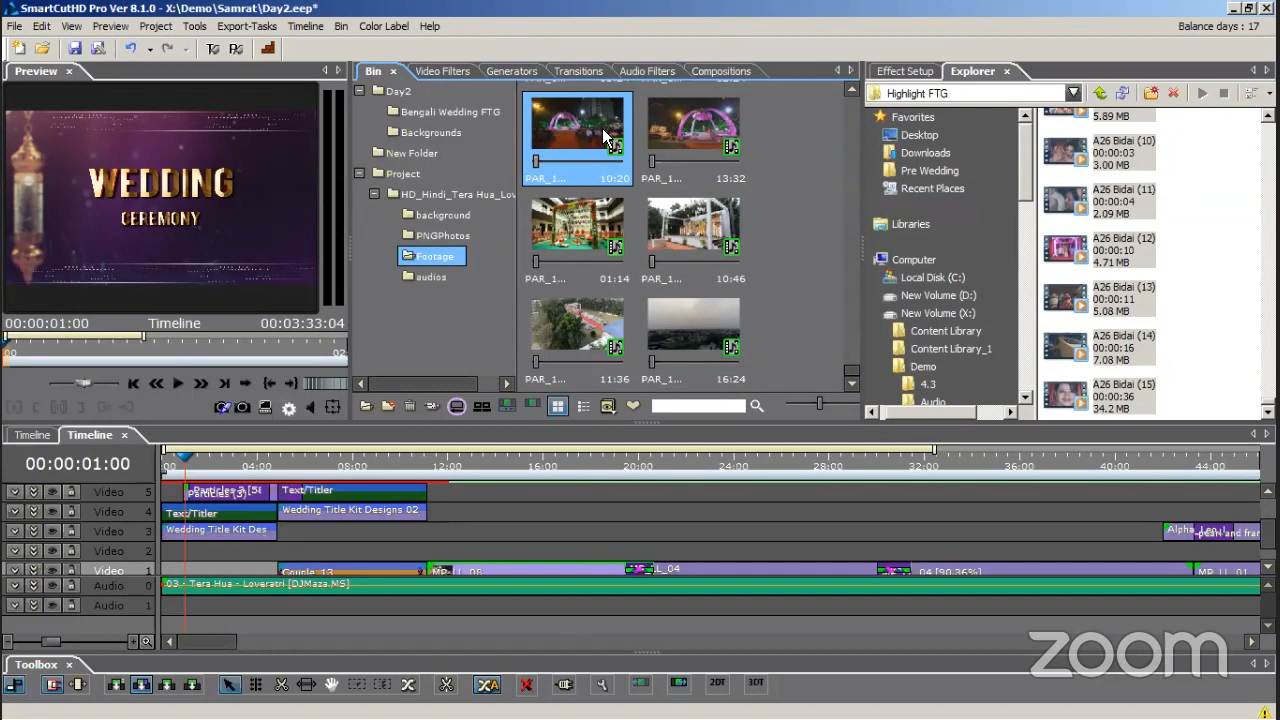 SmartCutHD Pro Ver 8.1.0 - X:\Demo\Samrat\Day2.eep*
File Edit View Preview Project Tools Export-Tasks Timeline Bin Color Label Help
Balance days : 17
Preview
WEDDING
CEREMONY
00:00:01:00 Timeline 00:03:33:04
00 02
Bin Video Filters Generators Transitions Audio Filters Compositions
Day2
Bengali Wedding FTG
Backgrounds
New Folder
Project
HD_Hindi_Tera Hua_Lov
background
PNGPhotos
Footage
audios
PAR_1... 10:20
PAR_1... 13:32
PAR_1... 01:14
PAR_1... 10:46
PAR_1... 11:36
PAR_1... 16:24
Effect Setup Explorer
Highlight FTG
Favorites
Desktop
Downloads
Pre Wedding
Recent Places
Libraries
Computer
Local Disk (C:)
New Volume (D:)
New Volume (X:)
Content Library
Content Library_1
Demo
4.3
Audio
5.89 MB
A26 Bidai (10)
00:00:03
3.00 MB
A26 Bidai (11)
00:00:04
2.09 MB
A26 Bidai (12)
00:00:10
4.71 MB
A26 Bidai (13)
00:00:11
5.08 MB
A26 Bidai (14)
00:00:16
7.08 MB
A26 Bidai (15)
00:00:36
34.2 MB
Timeline Timeline
00:00:01:00
00 04:00 08:00 12:00 16:00 20:00 24:00 28:00 32:00 36:00 40:00 44:00
Video 5
Particles (3) Text/Titler
Video 4
Text/Titler Wedding Title Kit Designs 02
Video 3
Wedding Title Kit Des
Video 2
Video 1
Couple_13 MP_LL_08 LL_04 04 [90.36%] MP_LL_01
Audio 0
03 - Tera Hua - Loveratri [DJMaza.MS]
Audio 1
zoom
Toolbox
2DT 3DT